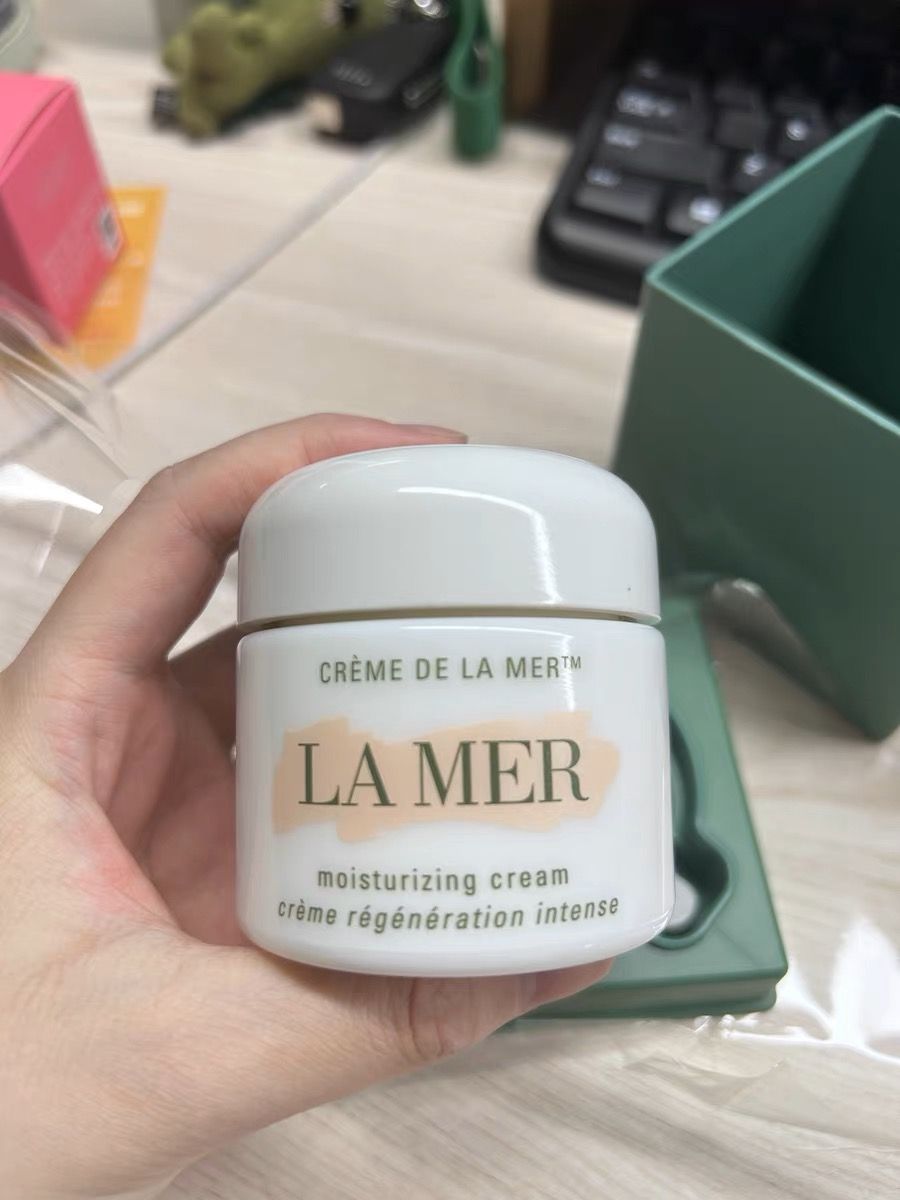 CRÈME DE LA MER™
LA MER
moisturizing cream
crème régénération intense